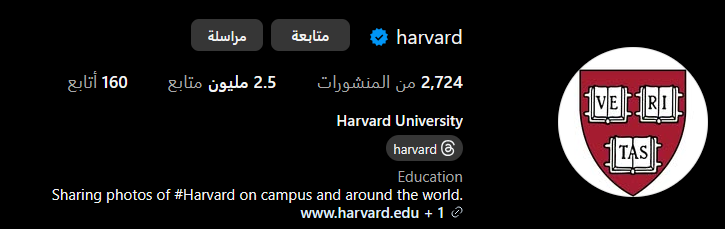 harvard متابعة مراسلة
2,724 من المنشورات 2.5 مليون متابع 160 أتابع
Harvard University
harvard
Education
Sharing photos of #Harvard on campus and around the world.
www.harvard.edu + 1
VE RI
TAS